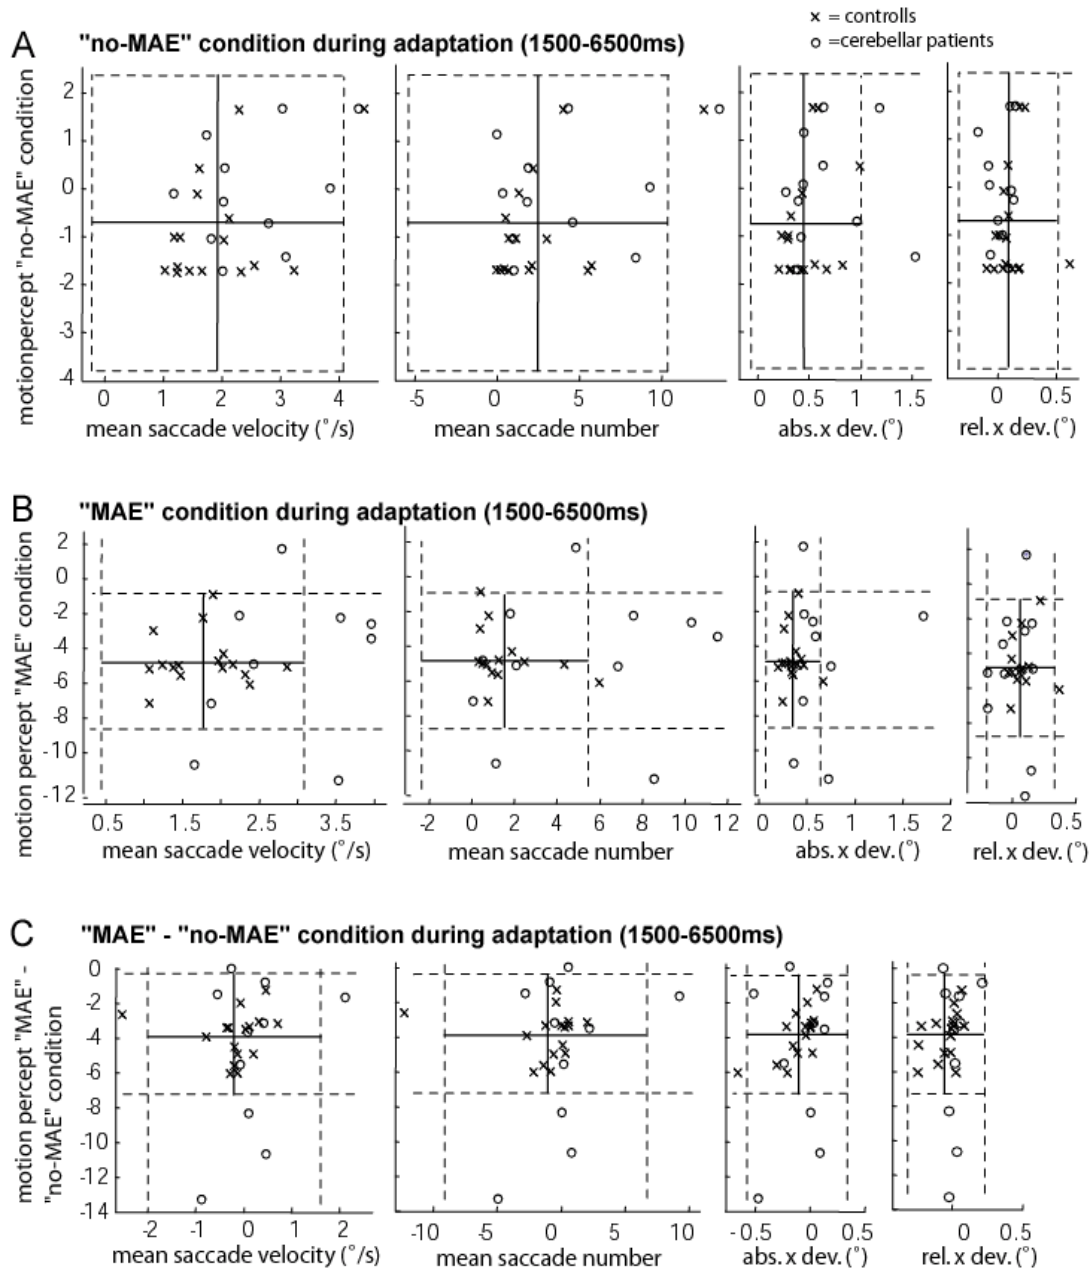 x = controlls
o =cerebellar patients
A "no-MAE" condition during adaptation (1500-6500ms)
motionpercept "no-MAE" condition
2
1
0
-1
-2
-3
-4
0 1 2 3 4
mean saccade velocity (°/s)
-5 0 5 10
mean saccade number
0 0.5 1 1.5
abs.x dev. (°)
0 0.5
rel. x dev. (°)
B "MAE" condition during adaptation (1500-6500ms)
motion percept "MAE" condition
2
0
-2
-4
-6
-8
-10
-12
0.5 1.5 2.5 3.5
mean saccade velocity (°/s)
-2 0 2 4 6 8 10 12
mean saccade number
0 0.5 1 1.5 2
abs.x dev. (°)
0 0.5
rel. x dev. (°)
C "MAE" - "no-MAE" condition during adaptation (1500-6500ms)
motion percept "MAE" -
"no-MAE" condition
0
-2
-4
-6
-8
-10
-12
-14
-2 -1 0 1 2
mean saccade velocity (°/s)
-10 -5 0 5 10
mean saccade number
-0.5 0 0.5
abs.x dev. (°)
0 0.5
rel. x dev. (°)